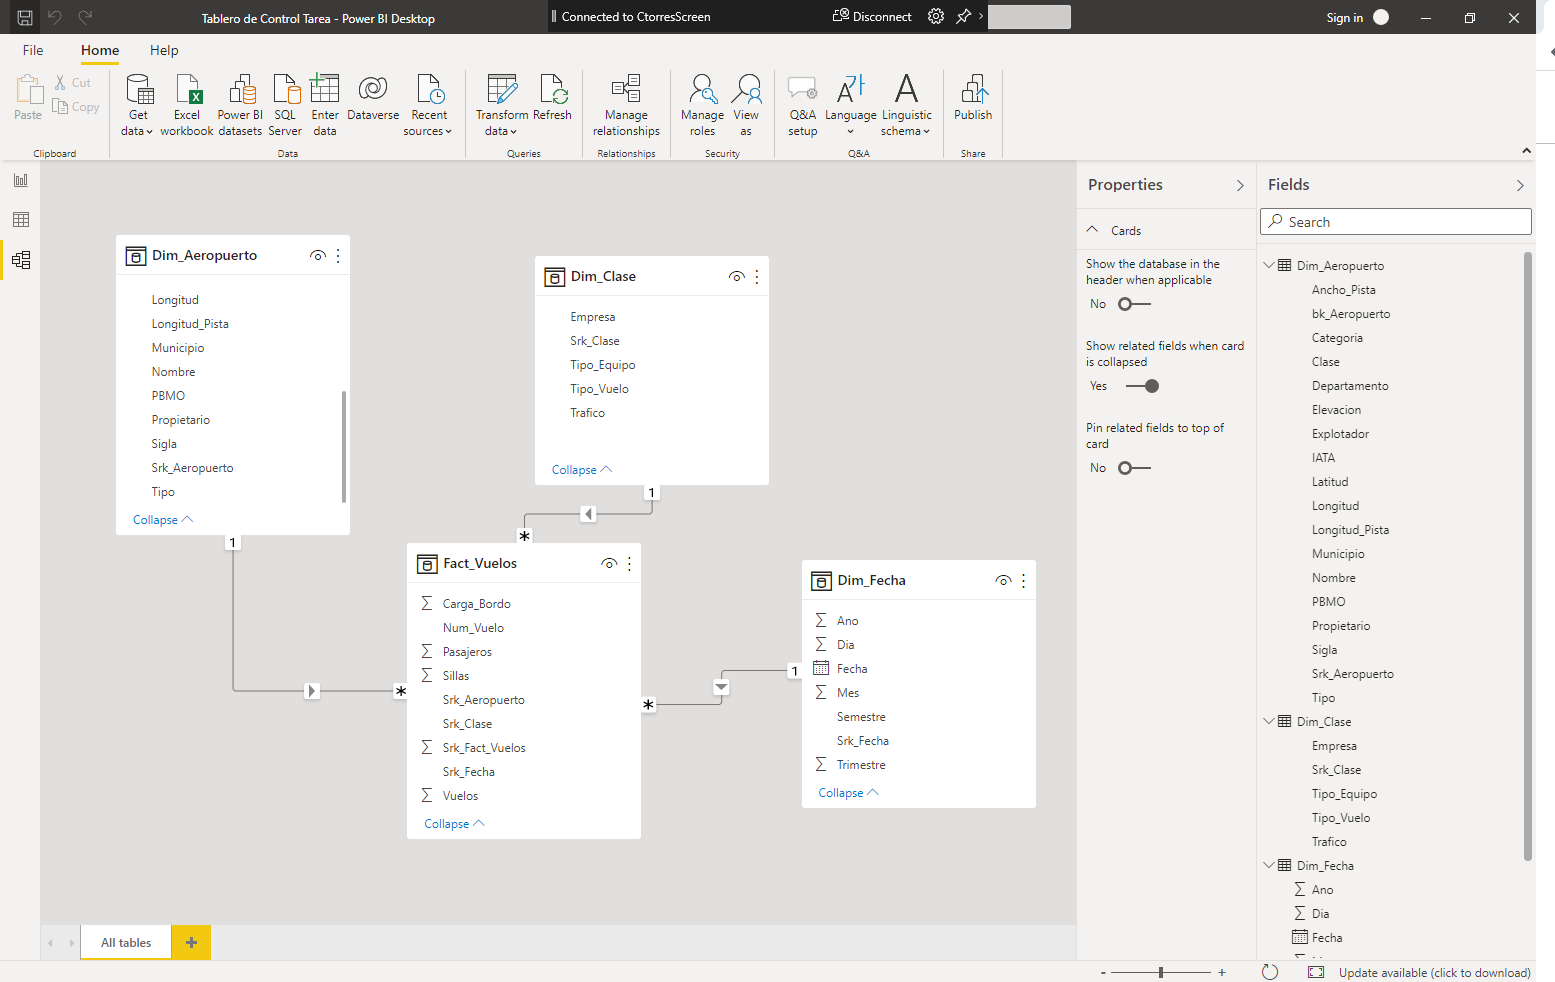 Tablero de Control Tarea - Power BI Desktop
Connected to CtorresScreen
Disconnect
Sign in
File
Home
Help
Paste
Cut
Copy
Clipboard
Get
data
Excel
workbook
Power BI
datasets
SQL
Server
Enter
data
Dataverse
Recent
sources
Data
Transform
data
Refresh
Queries
Manage
relationships
Relationships
Manage
roles
View
as
Security
Q&A
setup
Language
Linguistic
schema
Q&A
Publish
Share
Dim_Aeropuerto
Longitud
Longitud_Pista
Municipio
Nombre
PBMO
Propietario
Sigla
Srk_Aeropuerto
Tipo
Collapse
1
*
Dim_Clase
Empresa
Srk_Clase
Tipo_Equipo
Tipo_Vuelo
Trafico
Collapse
1
*
Fact_Vuelos
Σ Carga_Bordo
Num_Vuelo
Σ Pasajeros
Σ Sillas
Srk_Aeropuerto
Srk_Clase
Σ Srk_Fact_Vuelos
Srk_Fecha
Σ Vuelos
Collapse
*
1
Dim_Fecha
Σ Ano
Σ Dia
Fecha
Σ Mes
Semestre
Srk_Fecha
Σ Trimestre
Collapse
Properties
Cards
Show the database in the
header when applicable
No
Show related fields when card
is collapsed
Yes
Pin related fields to top of
card
No
Fields
Search
Dim_Aeropuerto
Ancho_Pista
bk_Aeropuerto
Categoria
Clase
Departamento
Elevacion
Explotador
IATA
Latitud
Longitud
Longitud_Pista
Municipio
Nombre
PBMO
Propietario
Sigla
Srk_Aeropuerto
Tipo
Dim_Clase
Empresa
Srk_Clase
Tipo_Equipo
Tipo_Vuelo
Trafico
Dim_Fecha
Σ Ano
Σ Dia
Fecha
All tables
+
- +
Update available (click to download)